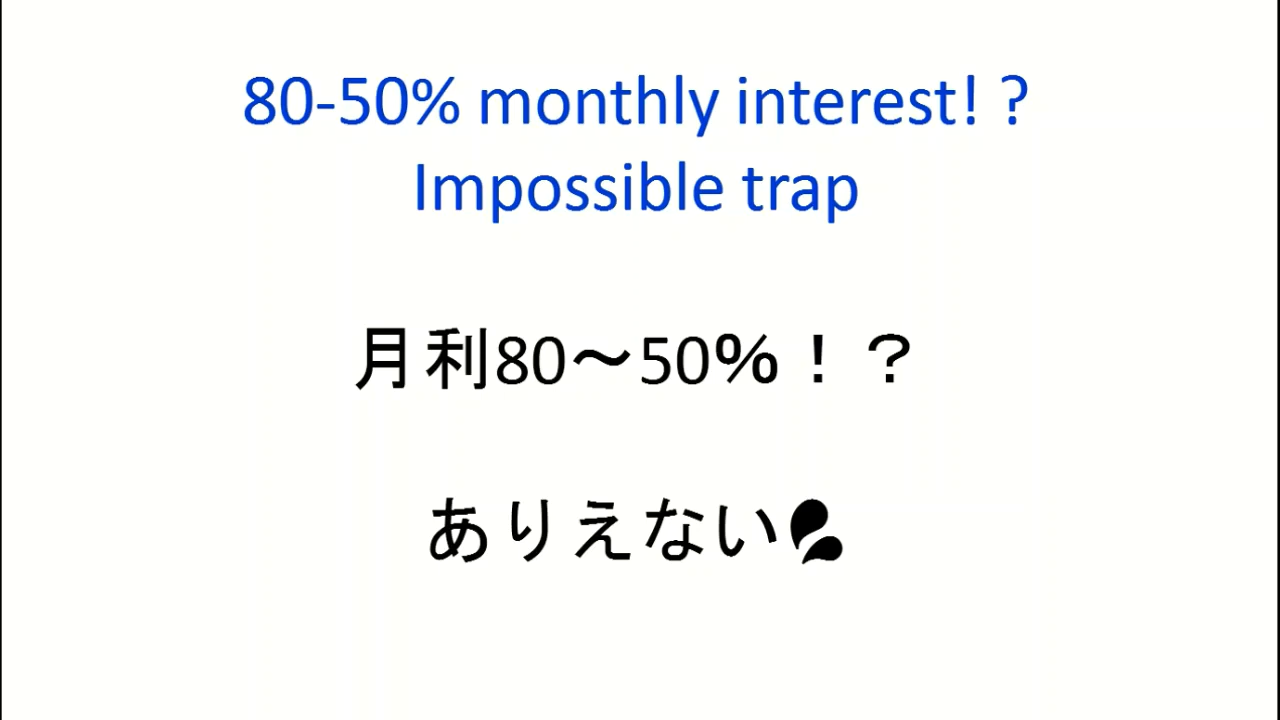 80-50% monthly interest! ?
Impossible trap
月利80～50%！？
ありえない💦